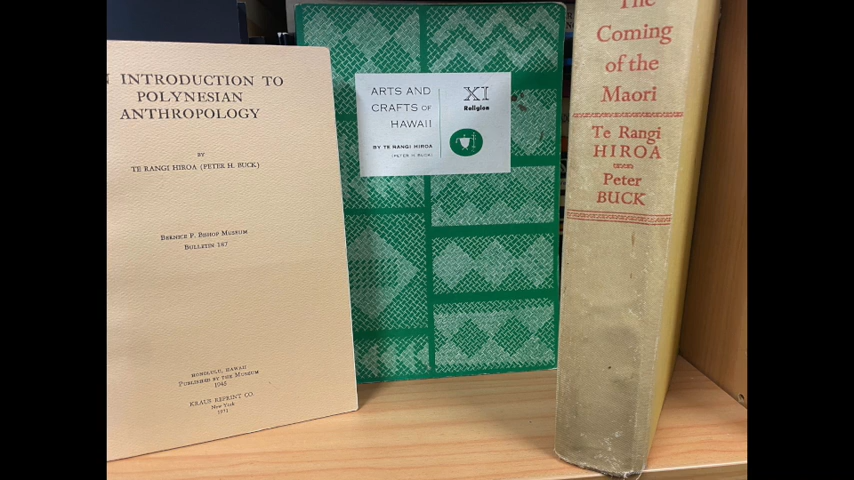 INTRODUCTION TO
POLYNESIAN
ANTHROPOLOGY
BY
TE RANGI HIROA (PETER H. BUCK)
BERNICE P. BISHOP MUSEUM
BULLETIN 187
HONOLULU, HAWAII
PUBLISHED BY THE MUSEUM
1945
KRAUS REPRINT CO.
New York
1971
ARTS AND
CRAFTS OF
HAWAII
BY TE RANGI HIROA
(PETER H. BUCK)
XI
Religion
The
Coming
of the
Maori
Te Rangi
HIROA
Peter
BUCK